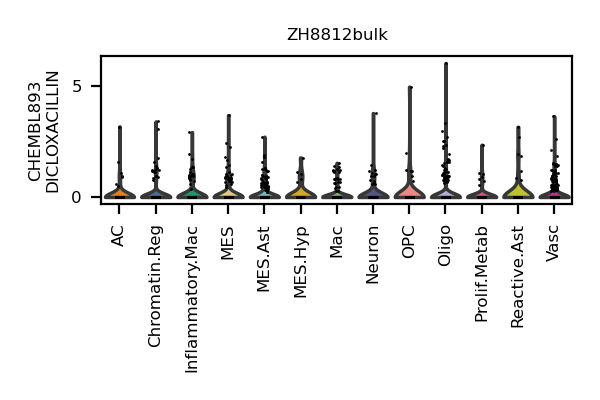 ZH8812bulk
CHEMBL893
DICLOXACILLIN
5
0
AC
Chromatin.Reg
Inflammatory.Mac
MES
MES.Ast
MES.Hyp
Mac
Neuron
OPC
Oligo
Prolif.Metab
Reactive.Ast
Vasc